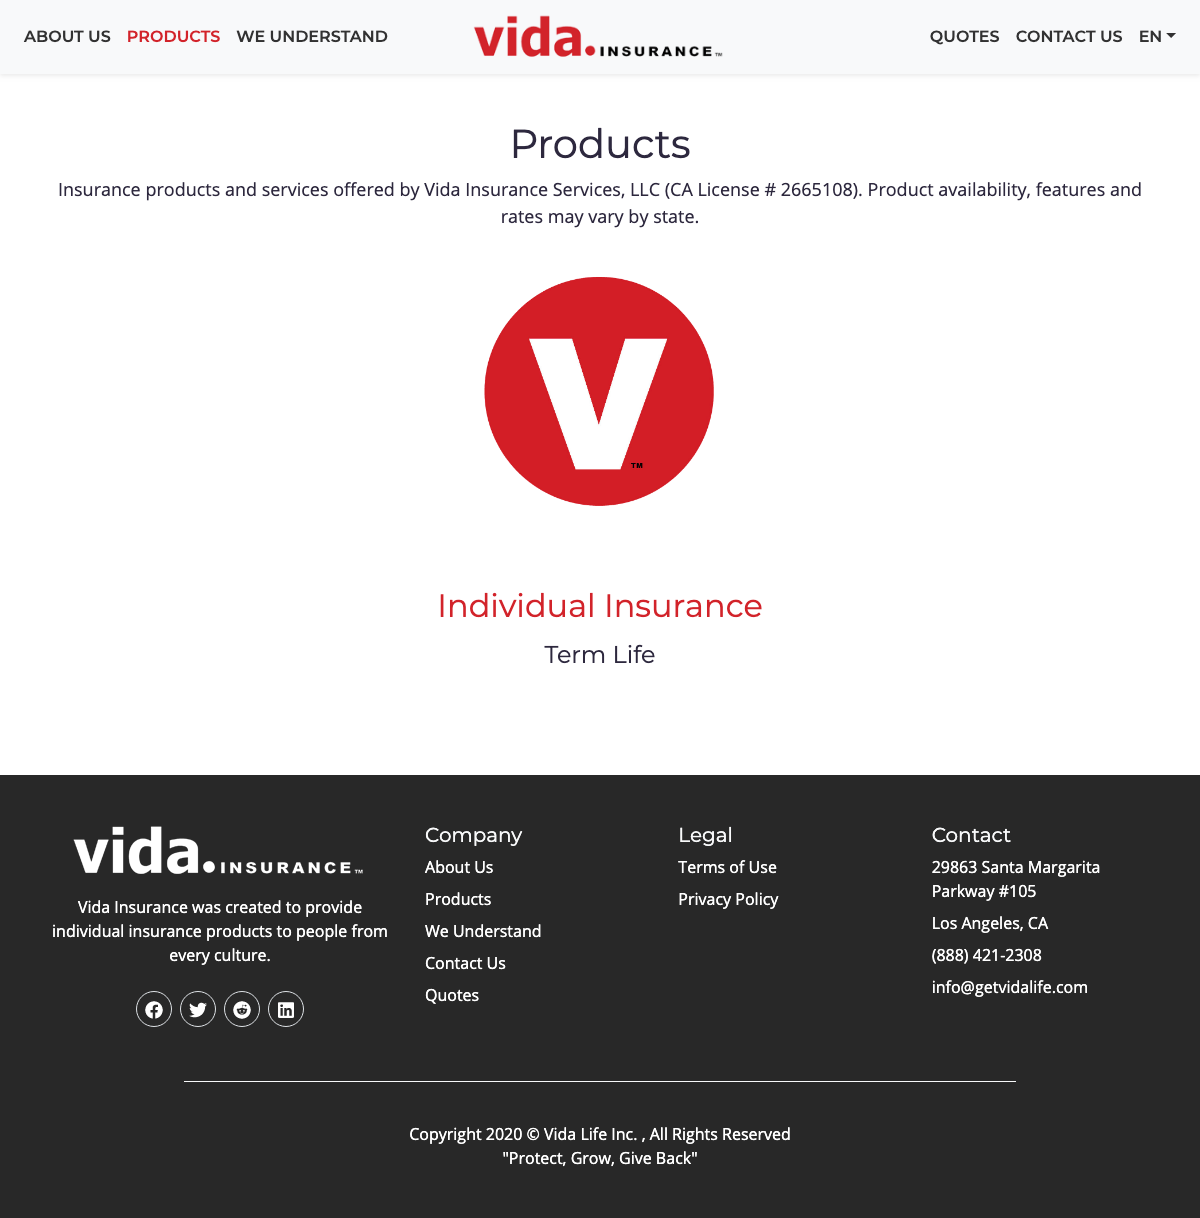 ABOUT US PRODUCTS WE UNDERSTAND vida.INSURANCE™ QUOTES CONTACT US EN
Products
Insurance products and services offered by Vida Insurance Services, LLC (CA License # 2665108). Product availability, features and
rates may vary by state.
V™
Individual Insurance
Term Life
vida.INSURANCE™
Vida Insurance was created to provide
individual insurance products to people from
every culture.
Company
About Us
Products
We Understand
Contact Us
Quotes
Legal
Terms of Use
Privacy Policy
Contact
29863 Santa Margarita
Parkway #105
Los Angeles, CA
(888) 421-2308
info@getvidalife.com
Copyright 2020 © Vida Life Inc. , All Rights Reserved
"Protect, Grow, Give Back"